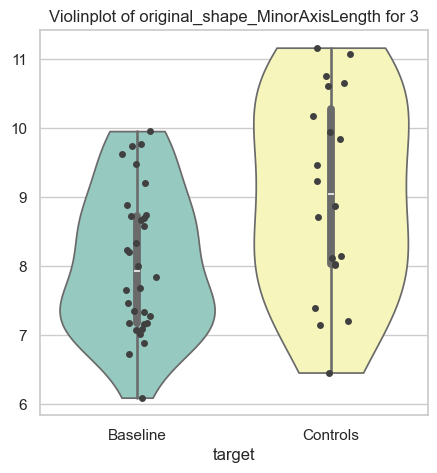 Violinplot of original_shape_MinorAxisLength for 3
11
10
9
8
7
6
Baseline Controls
target